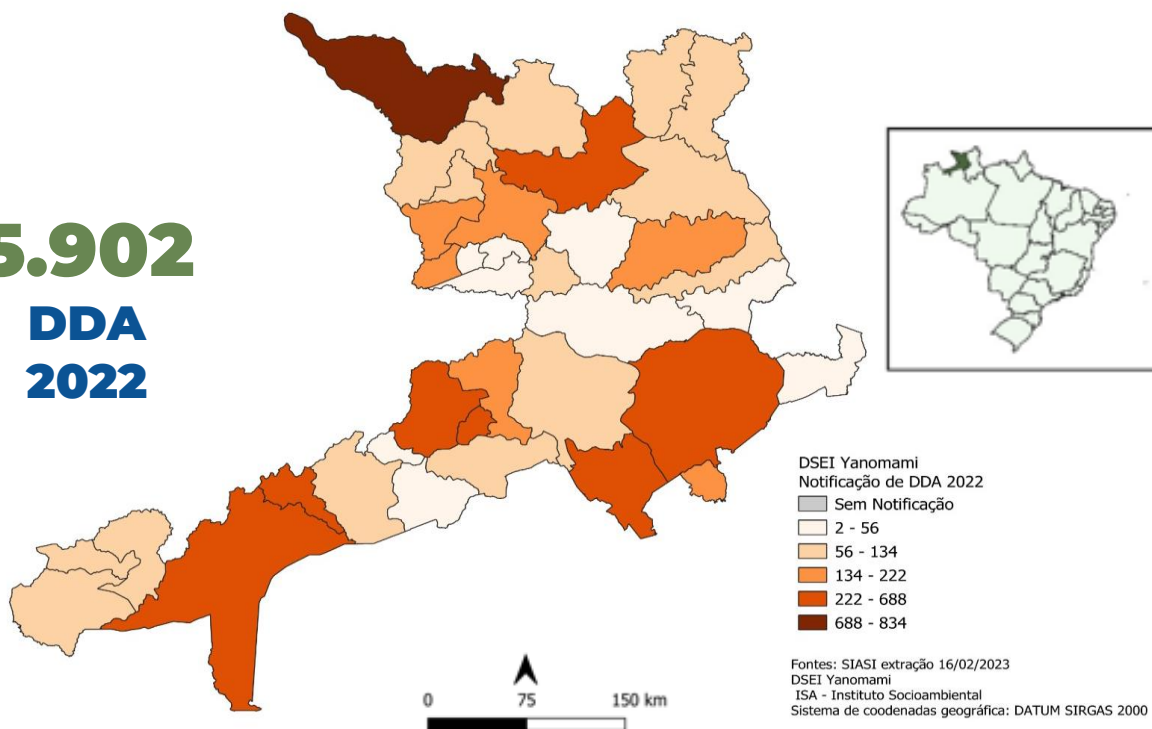 5.902
DDA
2022
DSEI Yanomami
Notificação de DDA 2022
Sem Notificação
2 - 56
56 - 134
134 - 222
222 - 688
688 - 834
Fontes: SIASI extração 16/02/2023
DSEI Yanomami
ISA - Instituto Socioambiental
Sistema de coodenadas geográfica: DATUM SIRGAS 2000
0 75 150 km